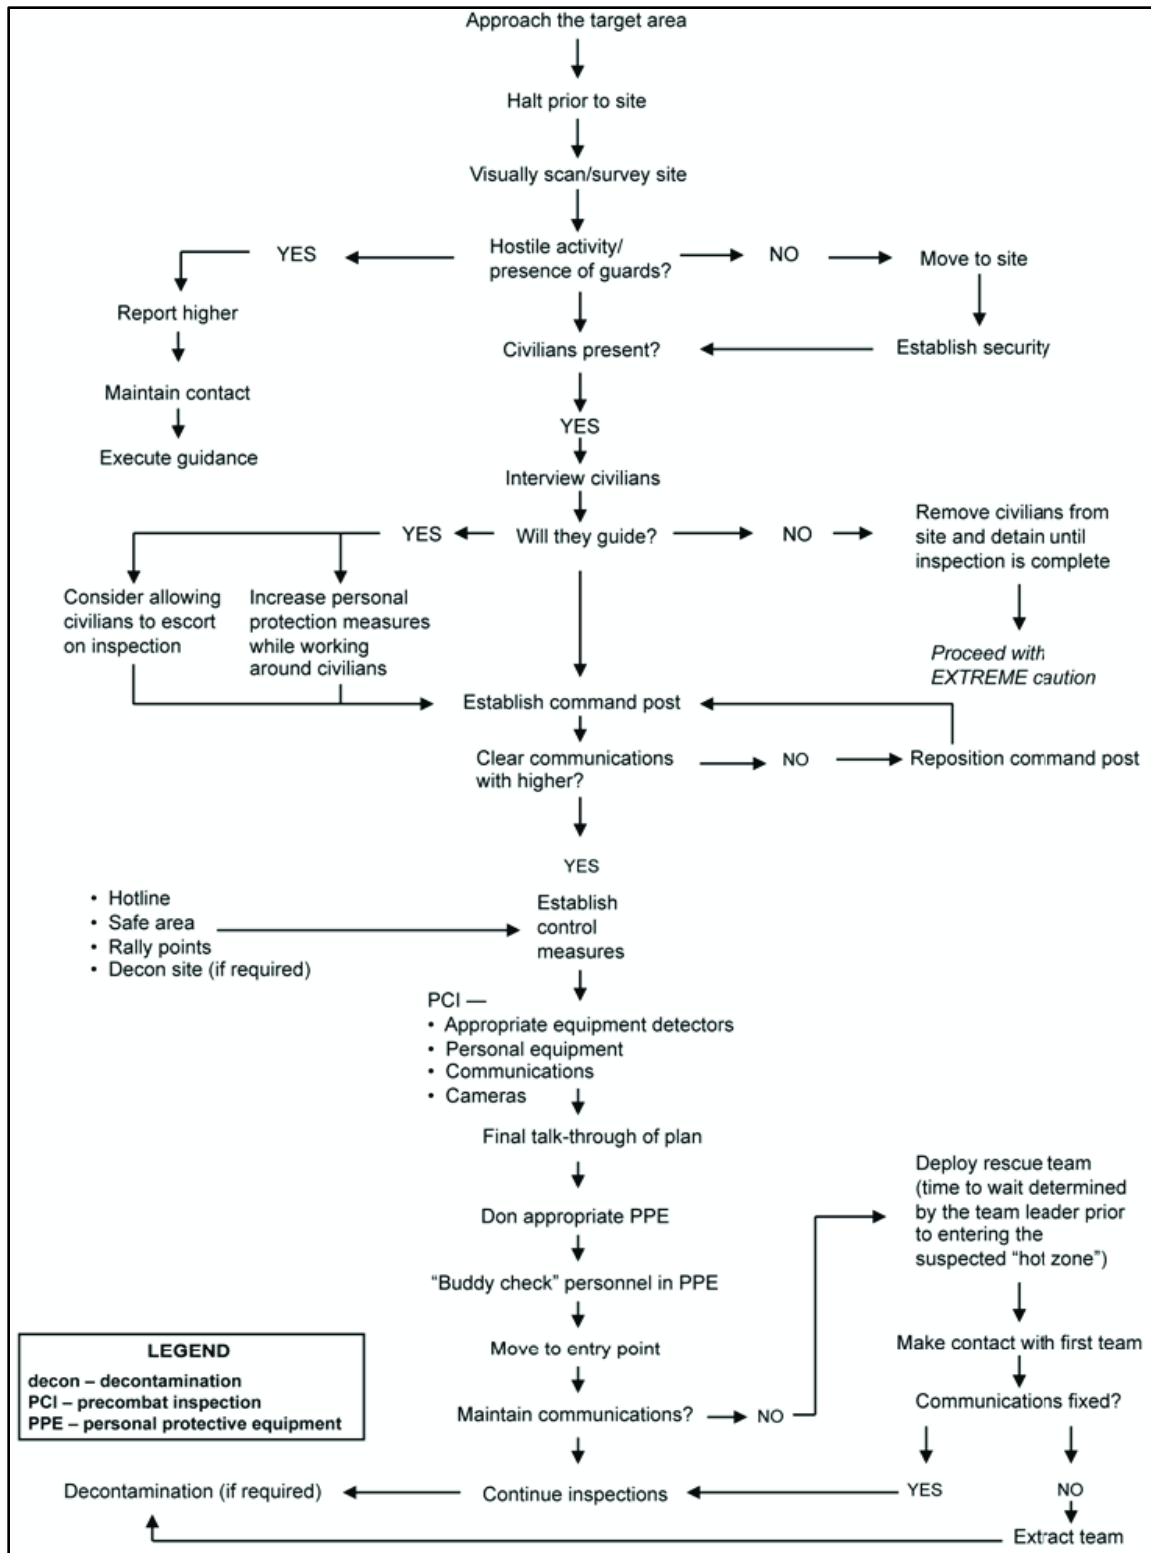 Approach the target area
Halt prior to site
Visually scan/survey site
Hostile activity/
presence of guards?
YES
NO
Move to site
Report higher
Civilians present?
Establish security
Maintain contact
YES
Execute guidance
Interview civilians
YES
Will they guide?
NO
Remove civilians from
site and detain until
inspection is complete
Consider allowing
civilians to escort
on inspection
Increase personal
protection measures
while working
around civilians
Proceed with
EXTREME caution
Establish command post
Clear communications
with higher?
NO
Reposition command post
YES
• Hotline
• Safe area
• Rally points
• Decon site (if required)
Establish
control
measures
PCI —
• Appropriate equipment detectors
• Personal equipment
• Communications
• Cameras
Final talk-through of plan
Don appropriate PPE
“Buddy check” personnel in PPE
Move to entry point
Maintain communications?
NO
Deploy rescue team
(time to wait determined
by the team leader prior
to entering the
suspected “hot zone”)
Make contact with first team
Communications fixed?
YES
NO
Extract team
Continue inspections
Decontamination (if required)
LEGEND
decon – decontamination
PCI – precombat inspection
PPE – personal protective equipment